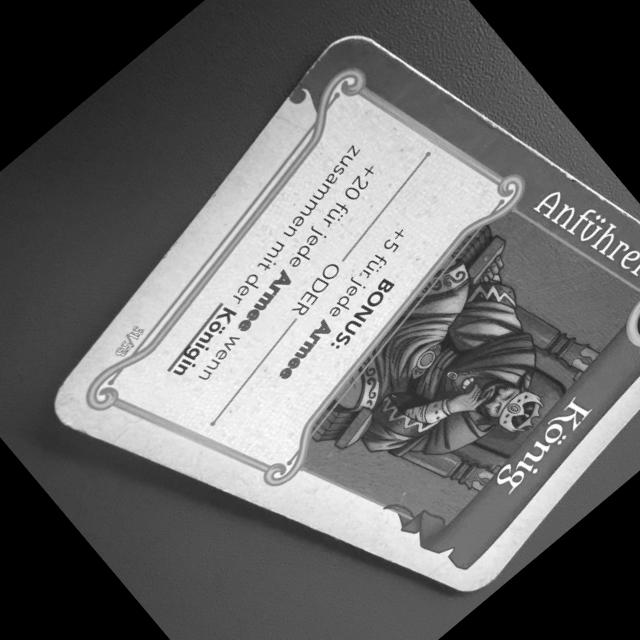 König
Anführer
BONUS:
+5 für jede Armee
ODER
+20 für jede Armee wenn
zusammen mit der Königin